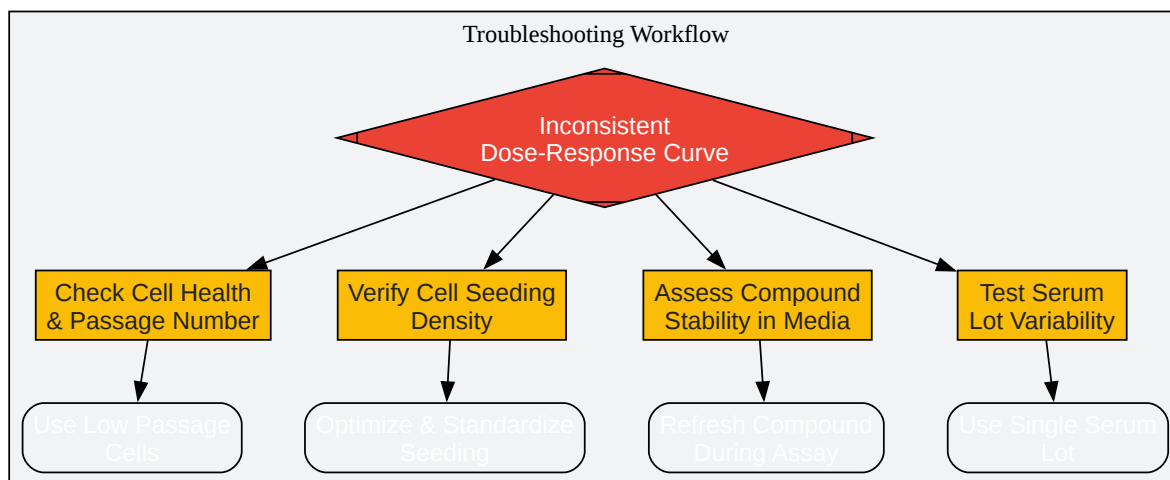 Troubleshooting Workflow
Inconsistent
Dose-Response Curve
Check Cell Health
& Passage Number
Verify Cell Seeding
Density
Assess Compound
Stability in Media
Test Serum
Lot Variability
Use Low Passage
Cells
Optimize & Standardize
Seeding
Refresh Compound
During Assay
Use Single Serum
Lot